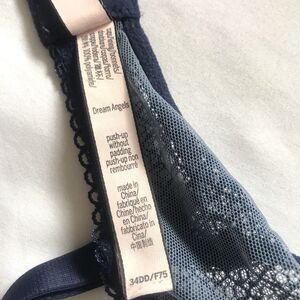 Dream Angels
push-up
without
padding
push-up non
rembourré
made in
China/
fabriqué en
Chine/hecho
en China/
fabbricato in
Cina/
中国制造
34DD/F75